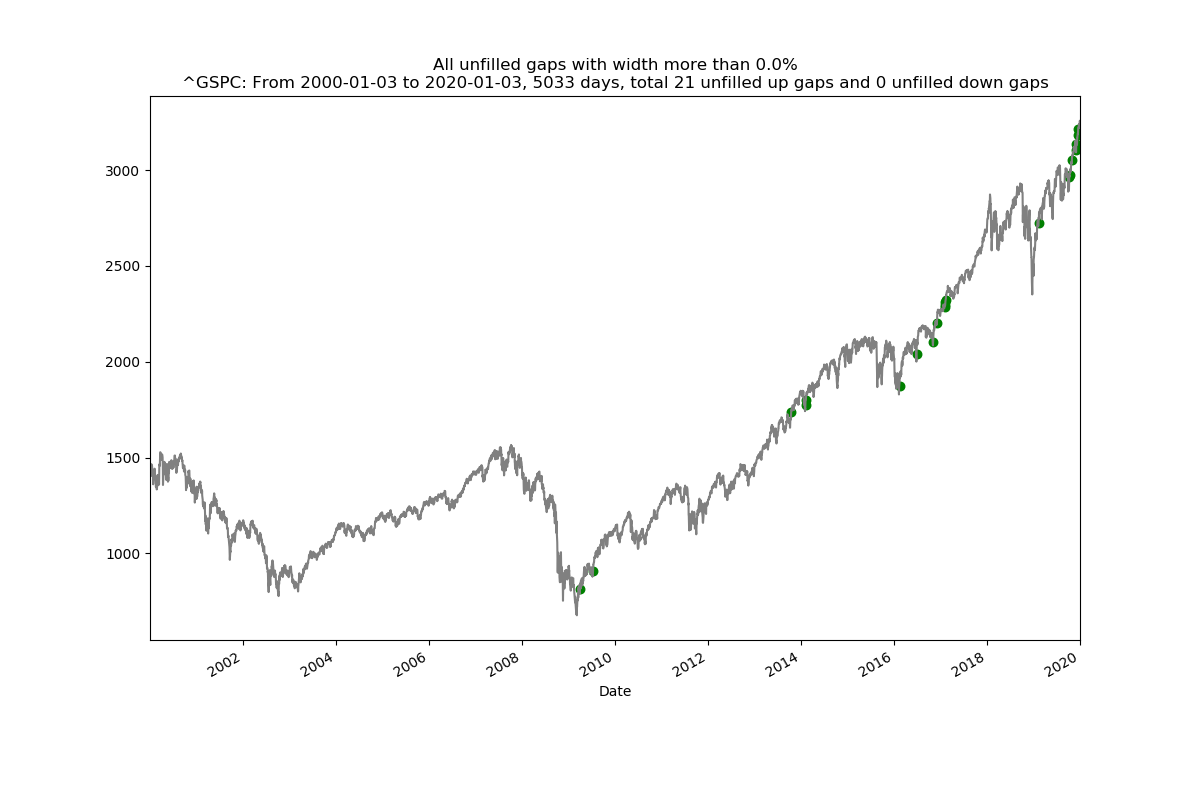 All unfilled gaps with width more than 0.0%
^GSPC: From 2000-01-03 to 2020-01-03, 5033 days, total 21 unfilled up gaps and 0 unfilled down gaps
3000
2500
2000
1500
1000
2002 2004 2006 2008 2010 2012 2014 2016 2018 2020
Date